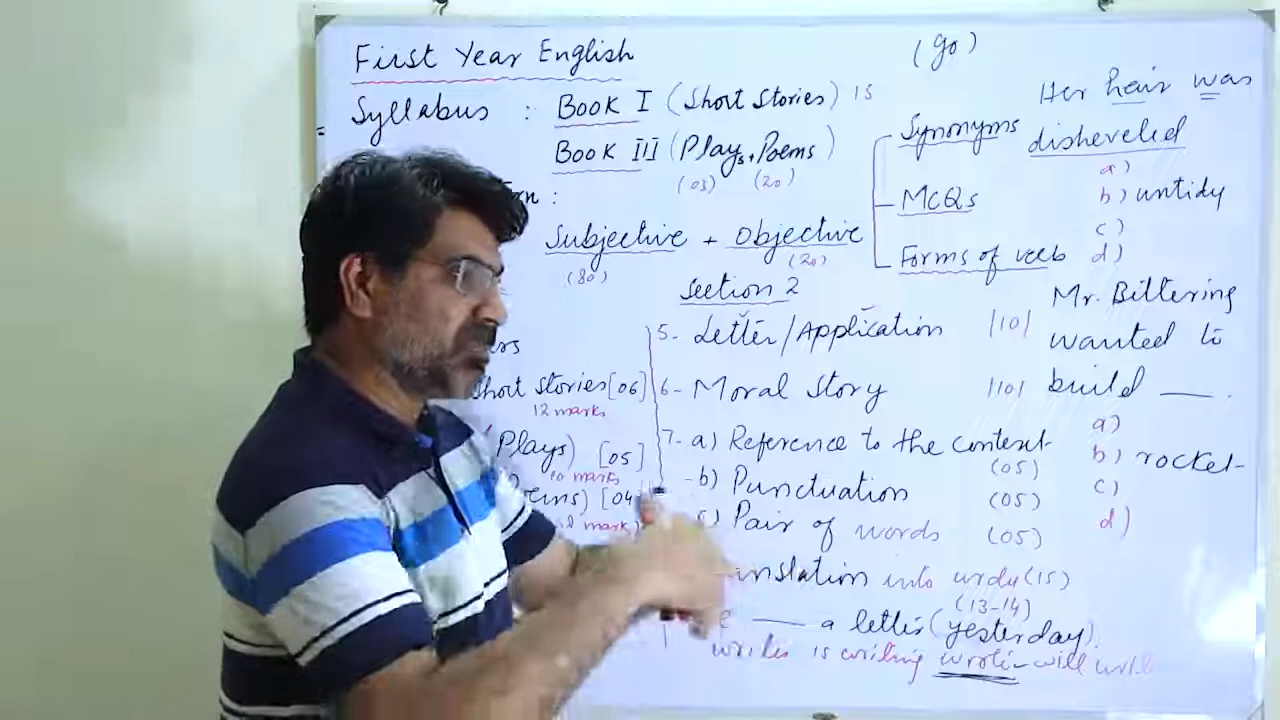 First Year English
(90)
Syllabus : Book I (Short Stories) 15
Book III (Plays + Poems)
(03) (20)
:
Subjective + Objective
(80) (20)
Synonyms
MCQs
Forms of verb
Her hair was
disheveled
a)
b) untidy
c)
d)
Short stories [06]
12 marks
(Plays) [05]
10 marks
Section 2
5- Letter/Application /10/
6- Moral Story /10/
7- a) Reference to the context
(05)
b) Punctuation (05)
Pair of words (05)
into urdy (15)
(13-14)
___ a letter (yesterday).
writes is writing wrote will write
Mr. Bittering
wanted to
build ___.
a)
b) rocket
c)
d)